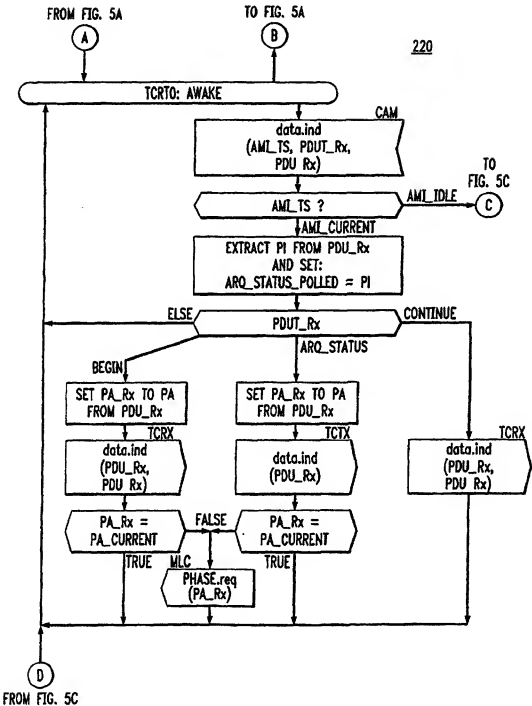 FROM FIG. 5A
TO FIG. 5A
A
B
220
TCRTO: AWAKE
CAM
data.ind
(AMI_TS, PDUT_Rx,
PDU Rx)
TO
FIG. 5C
AMI_TS ?
AMI_IDLE
C
AMI_CURRENT
EXTRACT PI FROM PDU_Rx
AND SET:
ARQ_STATUS_POLLED = PI
ELSE
PDUT_Rx
CONTINUE
BEGIN
ARQ_STATUS
SET PA_Rx TO PA
FROM PDU_Rx
SET PA_Rx TO PA
FROM PDU_Rx
TCRX
TCTX
TCRX
data.ind
(PDU_Rx,
PDU Rx)
data.ind
(PDU_Rx)
data.ind
(PDU_Rx,
PDU Rx)
PA_Rx =
PA_CURRENT
FALSE
PA_Rx =
PA_CURRENT
TRUE
MLC
TRUE
PHASE.req
(PA_Rx)
D
FROM FIG. 5C